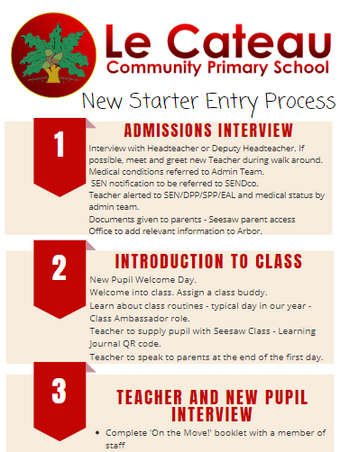 Le Cateau
Community Primary School
New Starter Entry Process
1
ADMISSIONS INTERVIEW
Interview with Headteacher or Deputy Headteacher. If
possible, meet and greet new Teacher during walk around.
Medical conditions referred to Admin Team.
SEN notification to be referred to SENDco.
Teacher alerted to SEN/DPP/SPP/EAL and medical status by
admin team.
Documents given to parents - Seesaw parent access
Office to add relevant information to Arbor.
2
INTRODUCTION TO CLASS
New Pupil Welcome Day.
Welcome into class. Assign a class buddy.
Learn about class routines - typical day in our year -
Class Ambassador role.
Teacher to supply pupil with Seesaw Class - Learning
Journal QR code.
Teacher to speak to parents at the end of the first day.
3
TEACHER AND NEW PUPIL
INTERVIEW
• Complete 'On the Move!' booklet with a member of
staff